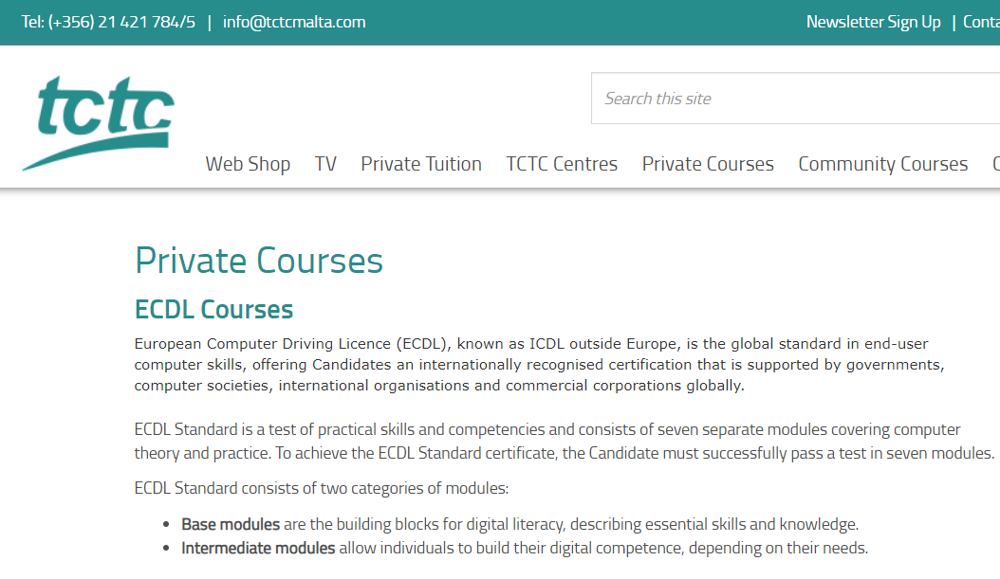 Tel: (+356) 21 421 784/5 | info@tctcmalta.com
Newsletter Sign Up |
tctc
Search this site
Web Shop TV Private Tuition TCTC Centres Private Courses Community Courses
Private Courses
ECDL Courses
European Computer Driving Licence (ECDL), known as ICDL outside Europe, is the global standard in end-user
computer skills, offering Candidates an internationally recognised certification that is supported by governments,
computer societies, international organisations and commercial corporations globally.
ECDL Standard is a test of practical skills and competencies and consists of seven separate modules covering computer
theory and practice. To achieve the ECDL Standard certificate, the Candidate must successfully pass a test in seven modules.
ECDL Standard consists of two categories of modules:
• Base modules are the building blocks for digital literacy, describing essential skills and knowledge.
• Intermediate modules allow individuals to build their digital competence, depending on their needs.